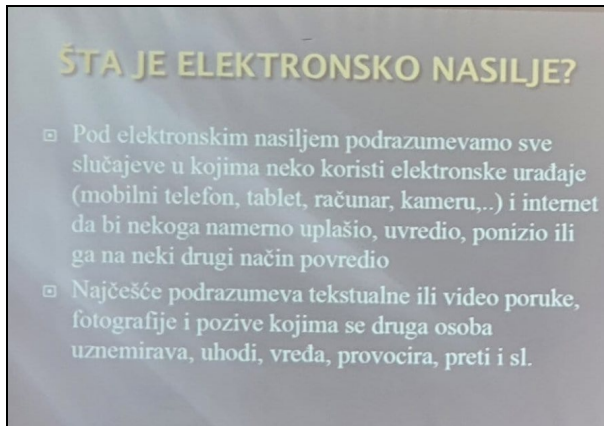 ŠTA JE ELEKTRONSKO NASILJE?
Pod elektronskim nasiljem podrazumevamo sve
slučajeve u kojima neko koristi elektronske urađaje
(mobilni telefon, tablet, računar, kameru,..) i internet
da bi nekoga namerno uplašio, uvredio, ponizio ili
ga na neki drugi način povredio
Najčešće podrazumeva tekstualne ili video poruke,
fotografije i pozive kojima se druga osoba
uznemirava, uhodi, vređa, provocira, preti i sl.